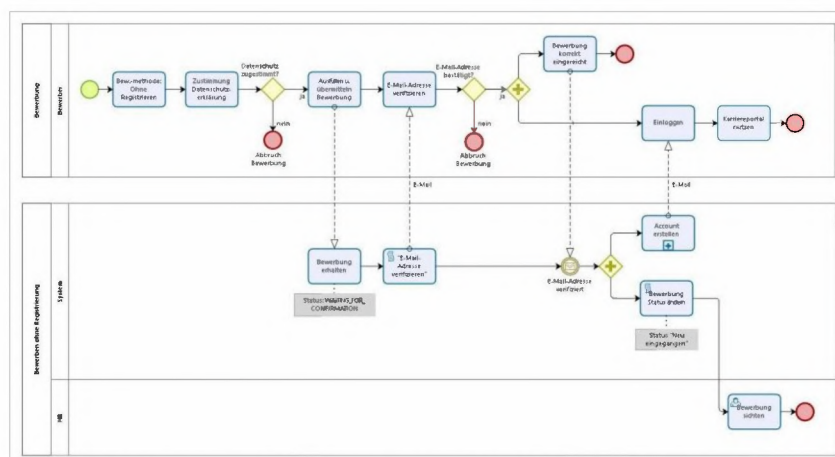 Bewerbung
Bewerber
Bew.-methode:
Ohne
Registrieren
Zustimmung
Datenschutz-
erklärung
Datenschutz
zugestimmt?
ja
nein
Abbruch
Bewerbung
Ausfüllen u.
übermitteln
Bewerbung
E-Mail-Adresse
verifizieren
E-Mail-Adresse
bestätigt?
ja
nein
Abbruch
Bewerbung
Bewerbung
korrekt
eingereicht
Einloggen
Karriereportal
nutzen
E-Mail
E-Mail
Bewerben ohne Registrierung
System
Bewerbung
erhalten
Status: WAITING_FOR_
CONFIRMATION
"E-Mail-
Adresse
verifizieren"
E-Mail-Adresse
verifiziert
Account
erstellen
Bewerbung
Status ändern
Status "Neu
eingegangen"
HR
Bewerbung
sichten